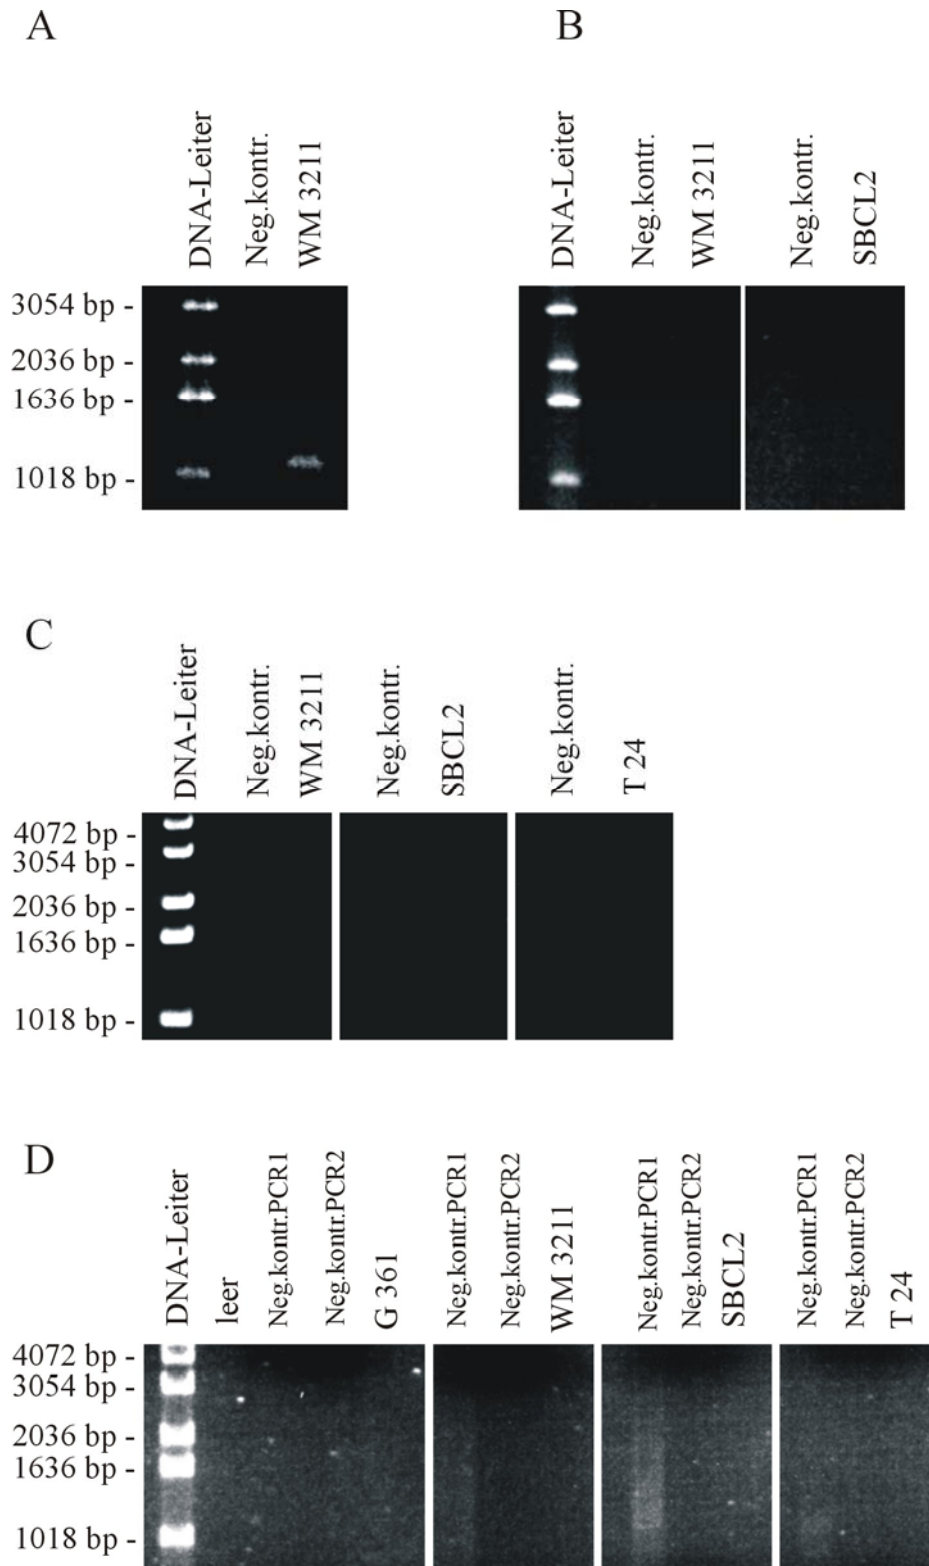 A
DNA-Leiter
Neg.kontr.
WM 3211
3054 bp -
2036 bp -
1636 bp -
1018 bp -
B
DNA-Leiter
Neg.kontr.
WM 3211
Neg.kontr.
SBCL2
C
DNA-Leiter
Neg.kontr.
WM 3211
Neg.kontr.
SBCL2
Neg.kontr.
T 24
4072 bp -
3054 bp -
2036 bp -
1636 bp -
1018 bp -
D
DNA-Leiter
leer
Neg.kontr.PCR1
Neg.kontr.PCR2
G 361
Neg.kontr.PCR1
Neg.kontr.PCR2
WM 3211
Neg.kontr.PCR1
Neg.kontr.PCR2
SBCL2
Neg.kontr.PCR1
Neg.kontr.PCR2
T 24
4072 bp -
3054 bp -
2036 bp -
1636 bp -
1018 bp -